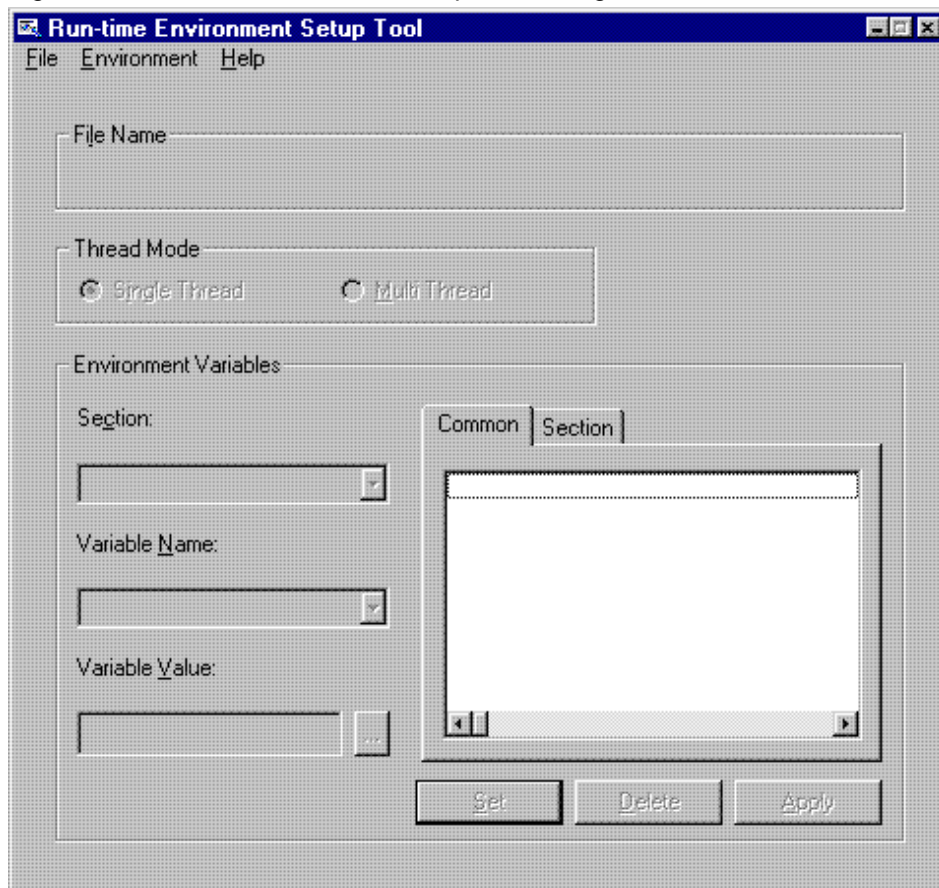 Run-time Environment Setup Tool
File Environment Help
File Name
Thread Mode
Single Thread Multi Thread
Environment Variables
Section:
Common Section
Variable Name:
Variable Value:
...
Set Delete Apply